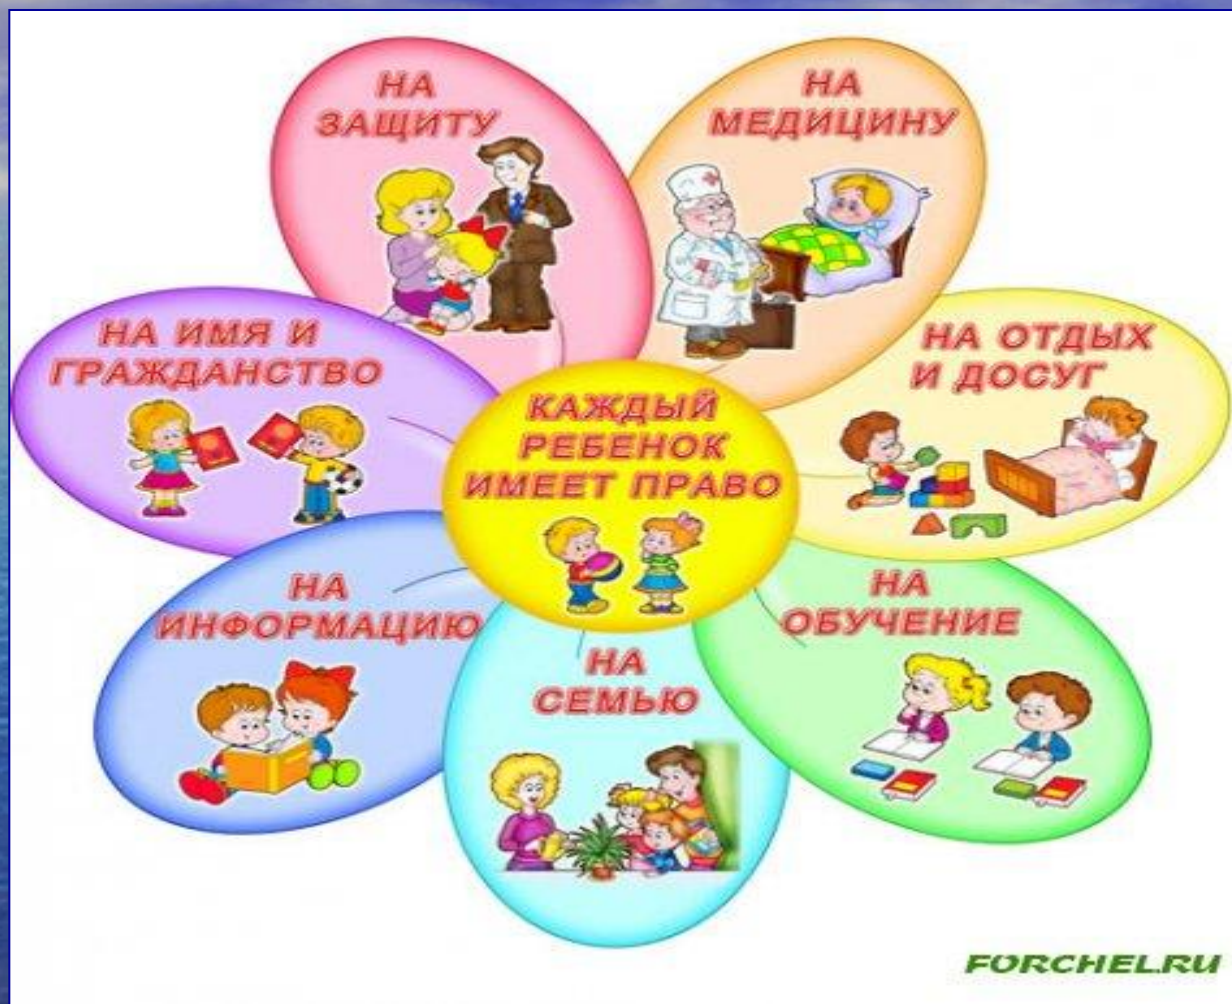 НА
ЗАЩИТУ
НА
МЕДИЦИНУ
НА ИМЯ И
ГРАЖДАНСТВО
НА ОТДЫХ
И ДОСУГ
КАЖДЫЙ
РЕБЕНОК
ИМЕЕТ ПРАВО
НА
ИНФОРМАЦИЮ
НА
ОБУЧЕНИЕ
НА
СЕМЬЮ
FORCHEL.RU